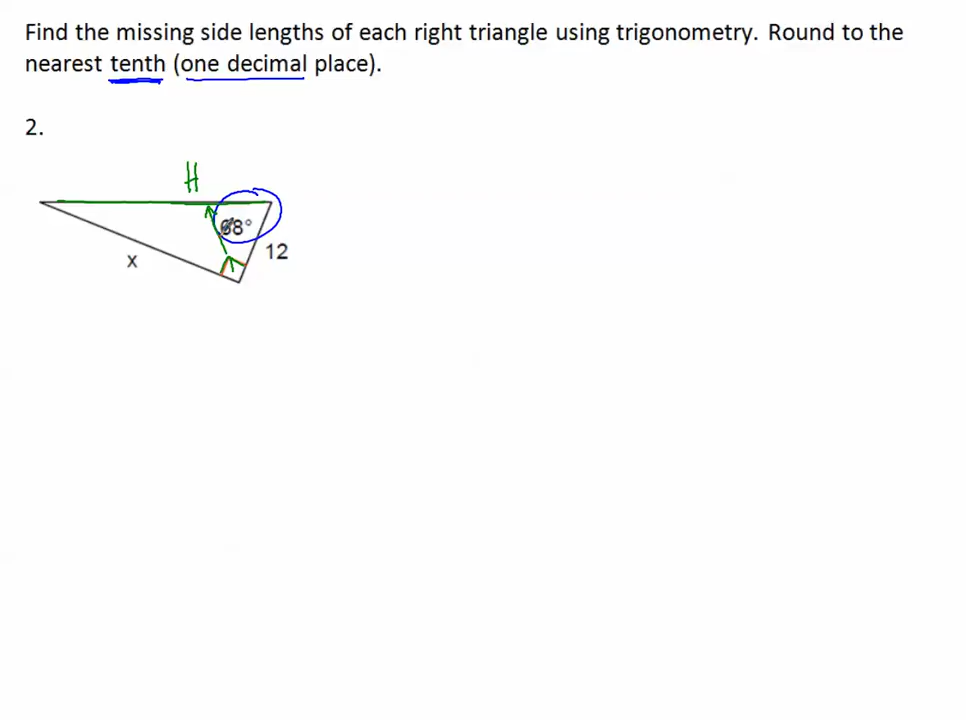 Find the missing side lengths of each right triangle using trigonometry. Round to the
nearest tenth (one decimal place).
2.
H
68°
12
x